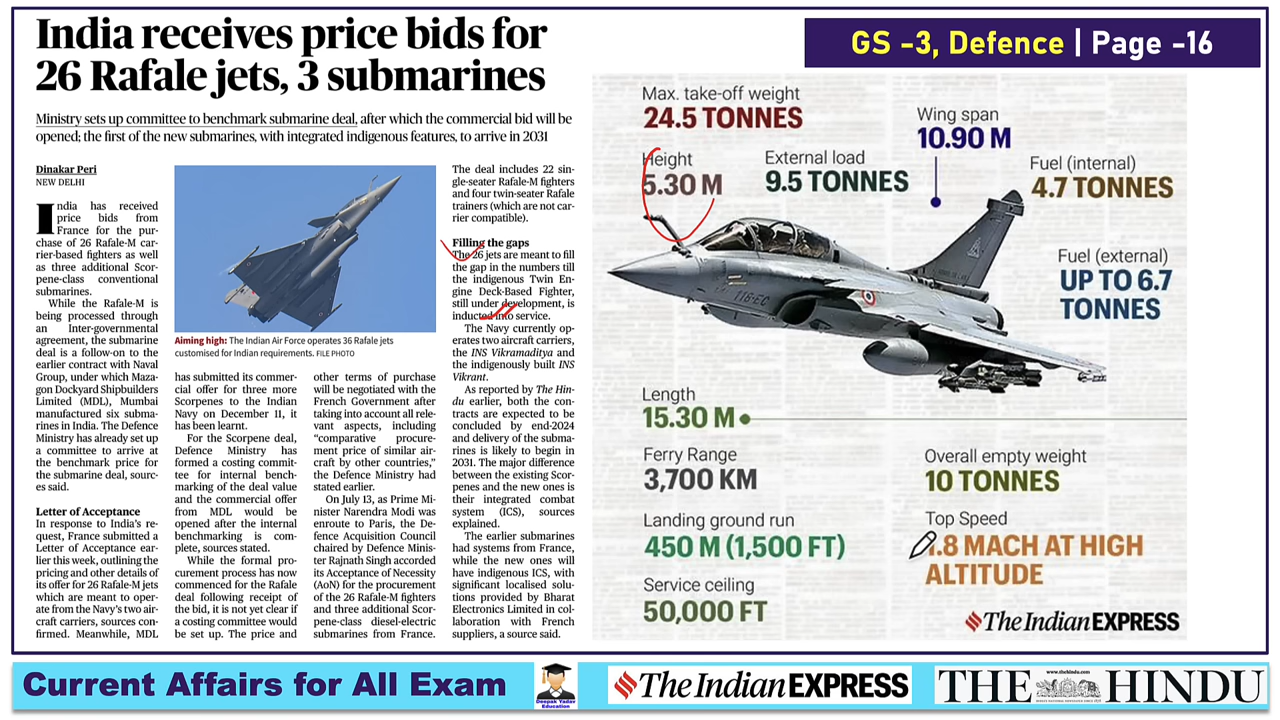 India receives price bids for
26 Rafale jets, 3 submarines
Ministry sets up committee to benchmark submarine deal, after which the commercial bid will be
opened; the first of the new submarines, with integrated indigenous features, to arrive in 2031
Dinakar Peri
NEW DELHI
India has received
price bids from
France for the pur-
chase of 26 Rafale-M car-
rier-based fighters as well
as three additional Scor-
pene-class conventional
submarines.
While the Rafale-M is
being processed through
an Inter-governmental
agreement, the submarine
deal is a follow-on to the
earlier contract with Naval
Group, under which Maza-
gon Dockyard Shipbuilders
Limited (MDL), Mumbai
manufactured six subma-
rines in India. The Defence
Ministry has already set up
a committee to arrive at
the benchmark price for
the submarine deal, sourc-
es said.
Letter of Acceptance
In response to India's re-
quest, France submitted a
Letter of Acceptance ear-
lier this week, outlining the
pricing and other details of
its offer for 26 Rafale-M jets
which are meant to oper-
ate from the Navy's two air-
craft carriers, sources con-
firmed. Meanwhile, MDL
Aiming high: The Indian Air Force operates 36 Rafale jets
customised for Indian requirements. FILE PHOTO
has submitted its commer-
cial offer for three more
Scorpenes to the Indian
Navy on December 11, it
has been learnt.
For the Scorpene deal,
Defence Ministry has
formed a costing commit-
tee for internal bench-
marking of the deal value
and the commercial offer
from MDL would be
opened after the internal
benchmarking is com-
plete, sources stated.
While the formal pro-
curement process has now
commenced for the Rafale
deal following receipt of
the bid, it is not yet clear if
a costing committee would
be set up. The price and
other terms of purchase
will be negotiated with the
French Government after
taking into account all rele-
vant aspects, including
"comparative procure-
ment price of similar air-
craft by other countries,"
the Defence Ministry had
stated earlier.
On July 13, as Prime Mi-
nister Narendra Modi was
enroute to Paris, the De-
fence Acquisition Council
chaired by Defence Minis-
ter Rajnath Singh accorded
its Acceptance of Necessity
(AoN) for the procurement
of the 26 Rafale-M fighters
and three additional Scor-
pene-class diesel-electric
submarines from France.
The deal includes 22 sin-
gle-seater Rafale-M fighters
and four twin-seater Rafale
trainers (which are not car-
rier compatible).
Filling the gaps
The 26 jets are meant to fill
the gap in the numbers till
the indigenous Twin En-
gine Deck-Based Fighter,
still under development, is
inducted into service.
The Navy currently op-
erates two aircraft carriers,
the INS Vikramaditya and
the indigenously built INS
Vikrant.
As reported by The Hin-
du earlier, both the con-
tracts are expected to be
concluded by end-2024
and delivery of the subma-
rines is likely to begin in
2031. The major difference
between the existing Scor-
penes and the new ones is
their integrated combat
system (ICS), sources
explained.
The earlier submarines
had systems from France,
while the new ones will
have indigenous ICS, with
significant localised solu-
tions provided by Bharat
Electronics Limited in col-
laboration with French
suppliers, a source said.
GS -3, Defence | Page -16
Max. take-off weight
24.5 TONNES
Wing span
10.90 M
Height
5.30 M
External load
9.5 TONNES
Fuel (internal)
4.7 TONNES
Fuel (external)
UP TO 6.7
TONNES
Length
15.30 M
Ferry Range
3,700 KM
Overall empty weight
10 TONNES
Landing ground run
450 M (1,500 FT)
Top Speed
1.8 MACH AT HIGH
ALTITUDE
Service ceiling
50,000 FT
The Indian EXPRESS
Current Affairs for All Exam
Deepak Yadav
Education
The Indian EXPRESS
www.thehindu.com
THE HINDU